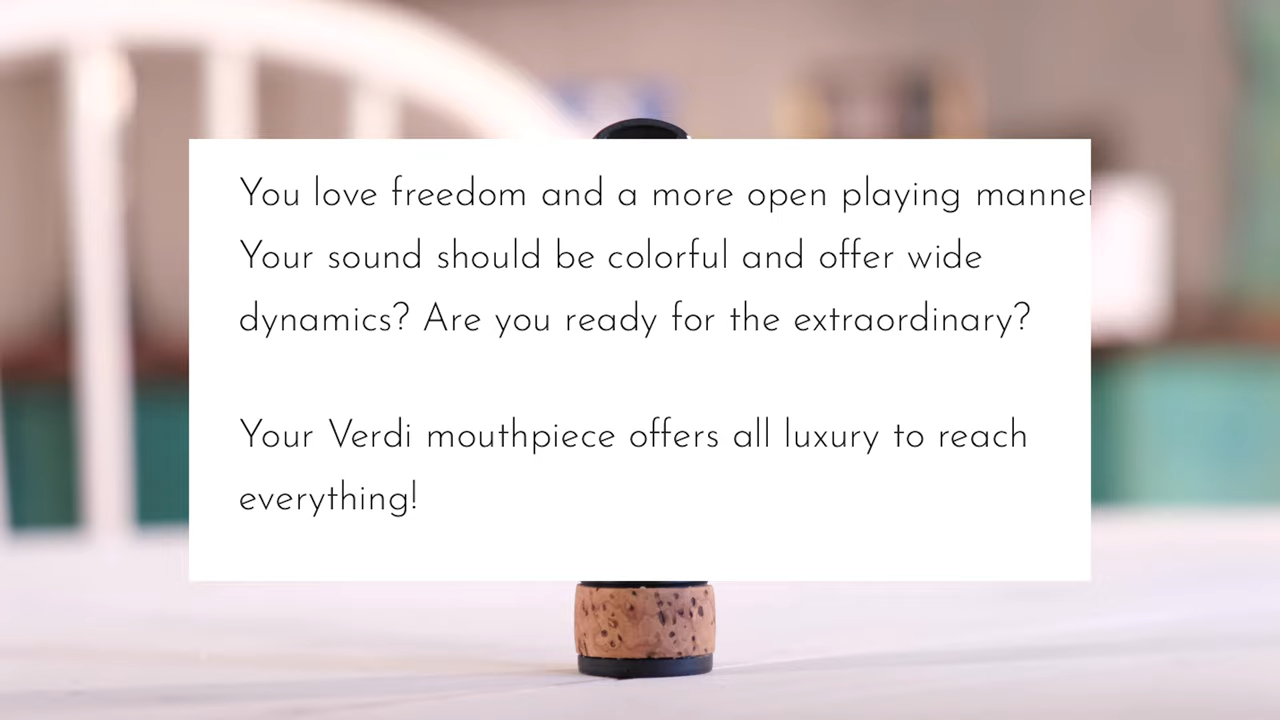 You love freedom and a more open playing manner
Your sound should be colorful and offer wide
dynamics? Are you ready for the extraordinary?
Your Verdi mouthpiece offers all luxury to reach
everything!